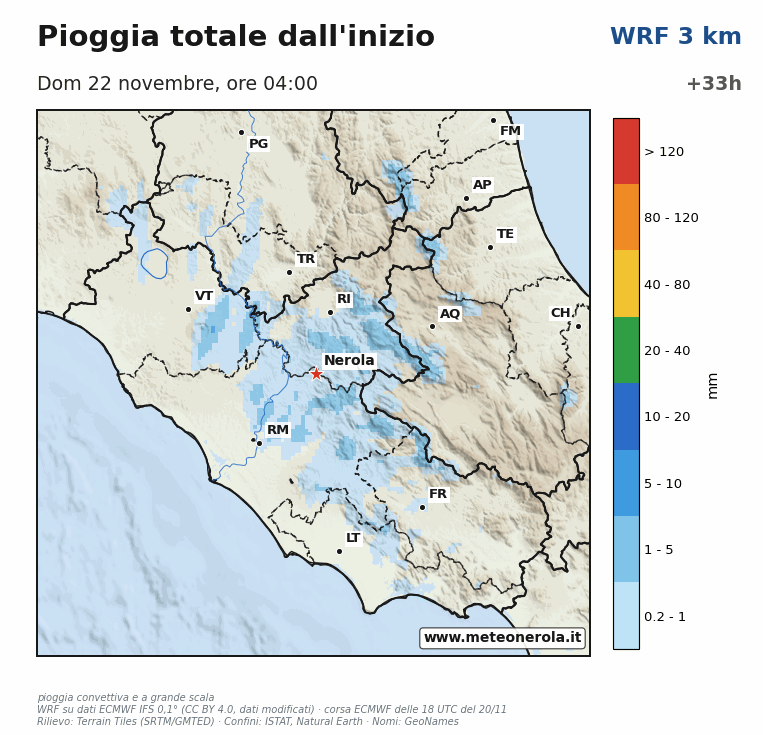 Pioggia totale dall'inizio
WRF 3 km
Dom 22 novembre, ore 04:00
+33h
FM
PG
AP
TE
TR
VT
RI
AQ
CH
Nerola
RM
FR
LT
www.meteonerola.it
> 120
80 - 120
40 - 80
20 - 40
10 - 20
5 - 10
1 - 5
0.2 - 1
mm
pioggia convettiva e a grande scala
WRF su dati ECMWF IFS 0,1° (CC BY 4.0, dati modificati) · corsa ECMWF delle 18 UTC del 20/11
Rilievo: Terrain Tiles (SRTM/GMTED) · Confini: ISTAT, Natural Earth · Nomi: GeoNames